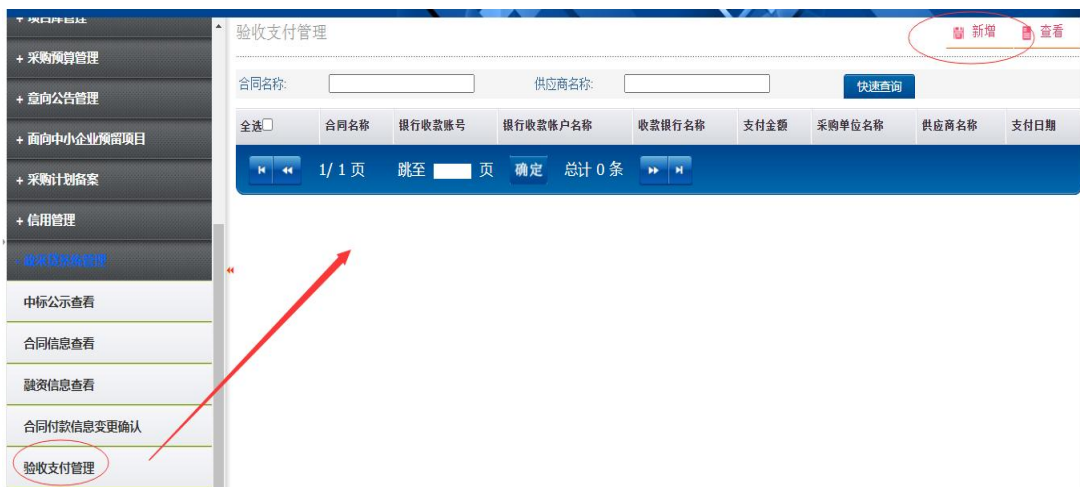 + 项目库管理
验收支付管理
新增
查看
+ 采购预算管理
合同名称:
供应商名称:
快速查询
+ 意向公告管理
全选
合同名称
银行收款账号
银行收款帐户名称
收款银行名称
支付金额
采购单位名称
供应商名称
支付日期
+ 面向中小企业预留项目
1/ 1 页
跳至
页
确定
总计 0 条
+ 采购计划备案
+ 信用管理
中标公示查看
合同信息查看
融资信息查看
合同付款信息变更确认
验收支付管理